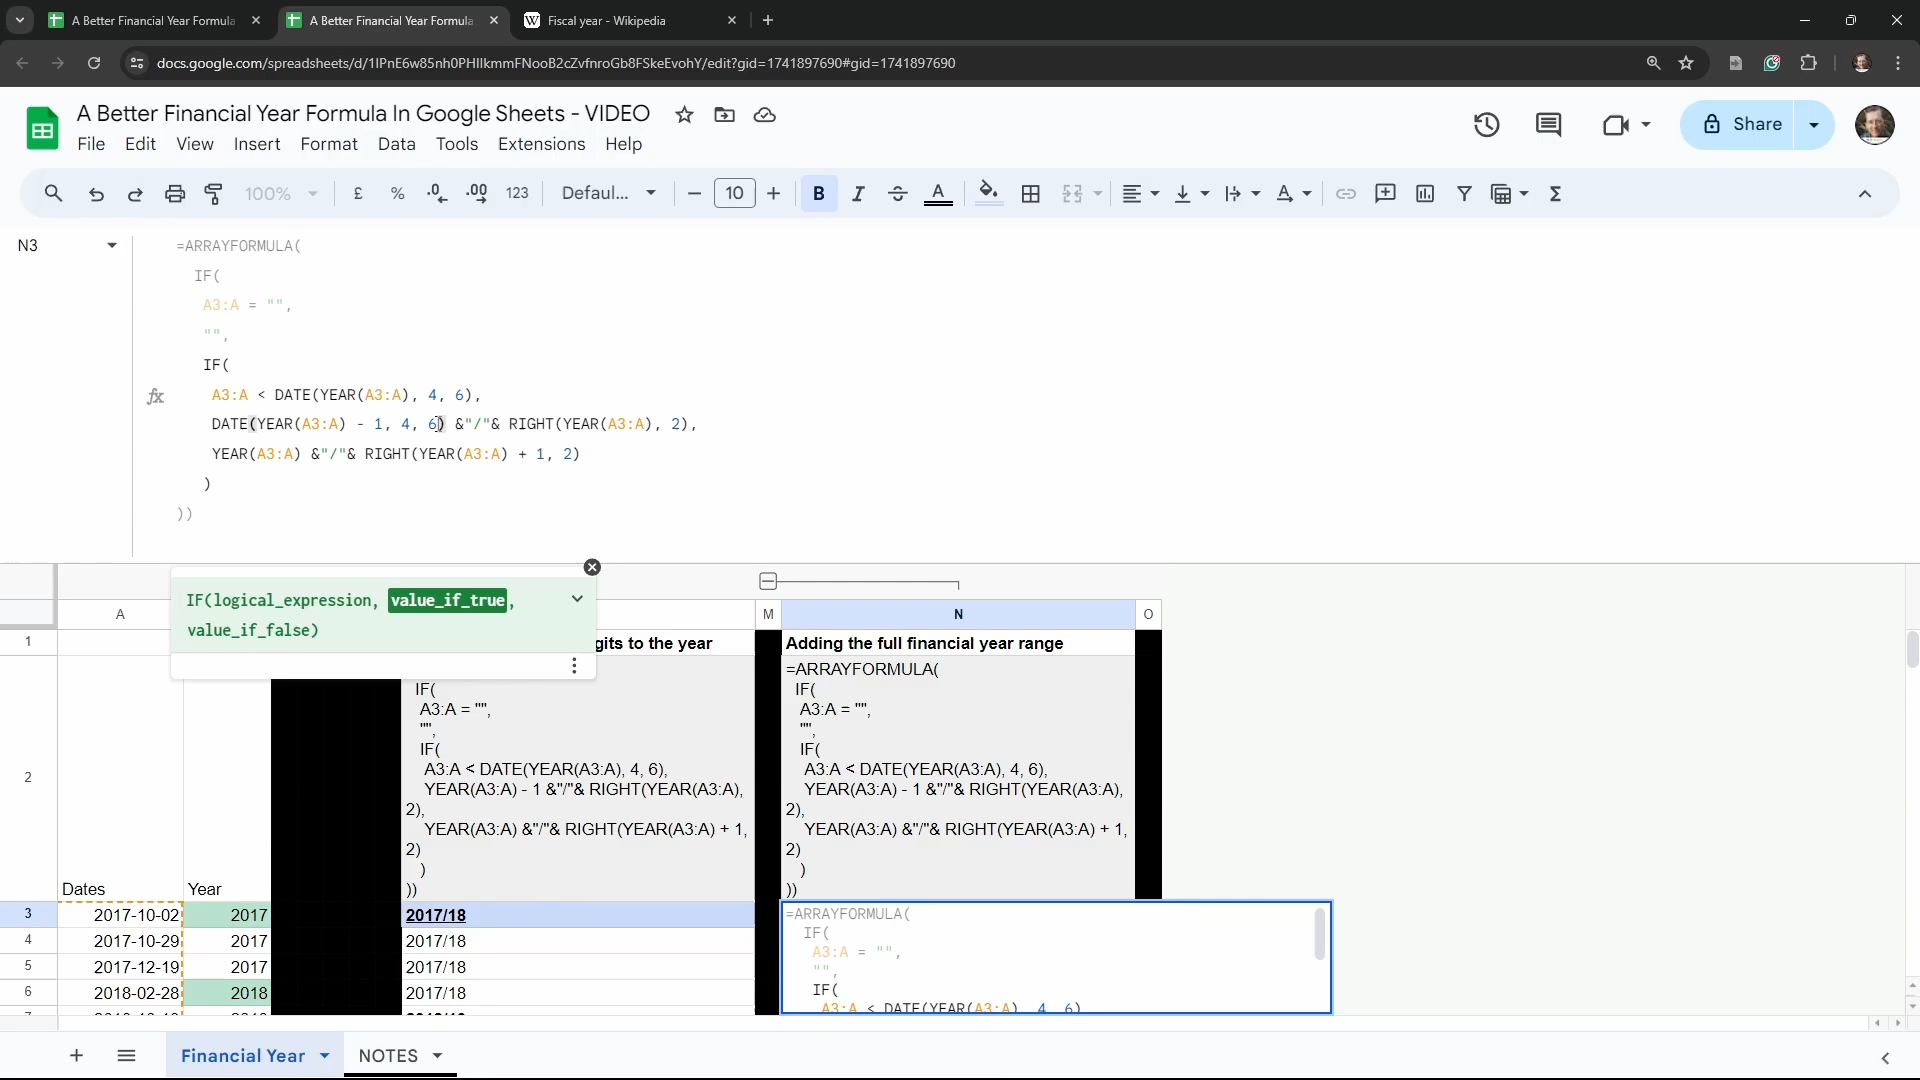 A Better Financial Year Formula
A Better Financial Year Formula
Fiscal year - Wikipedia
docs.google.com/spreadsheets/d/1IPnE6w85nh0PHIlkmmFNooB2cZvfnroGb8FSkeEvohY/edit?gid=1741897690#gid=1741897690
A Better Financial Year Formula In Google Sheets - VIDEO
Share
File Edit View Insert Format Data Tools Extensions Help
100% £ % .0 .00 123 Defaul... 10 B I A
N3
=ARRAYFORMULA(
IF(
A3:A = "",
"",
IF(
A3:A < DATE(YEAR(A3:A), 4, 6),
DATE(YEAR(A3:A) - 1, 4, 6) &"/"& RIGHT(YEAR(A3:A), 2),
YEAR(A3:A) &"/"& RIGHT(YEAR(A3:A) + 1, 2)
)
))
IF(logical_expression, value_if_true,
value_if_false)
A M N O
1 gits to the year Adding the full financial year range
2
Dates Year
IF(
A3:A = "",
"",
IF(
A3:A < DATE(YEAR(A3:A), 4, 6),
YEAR(A3:A) - 1 &"/"& RIGHT(YEAR(A3:A),
2),
YEAR(A3:A) &"/"& RIGHT(YEAR(A3:A) + 1,
2)
)
))
=ARRAYFORMULA(
IF(
A3:A = "",
"",
IF(
A3:A < DATE(YEAR(A3:A), 4, 6),
YEAR(A3:A) - 1 &"/"& RIGHT(YEAR(A3:A),
2),
YEAR(A3:A) &"/"& RIGHT(YEAR(A3:A) + 1,
2)
)
))
3 2017-10-02 2017 2017/18
4 2017-10-29 2017 2017/18
5 2017-12-19 2017 2017/18
6 2018-02-28 2018 2017/18
=ARRAYFORMULA(
IF(
A3:A = "",
"",
IF(
A3:A < DATE(YEAR(A3:A), 4, 6)
Financial Year NOTES